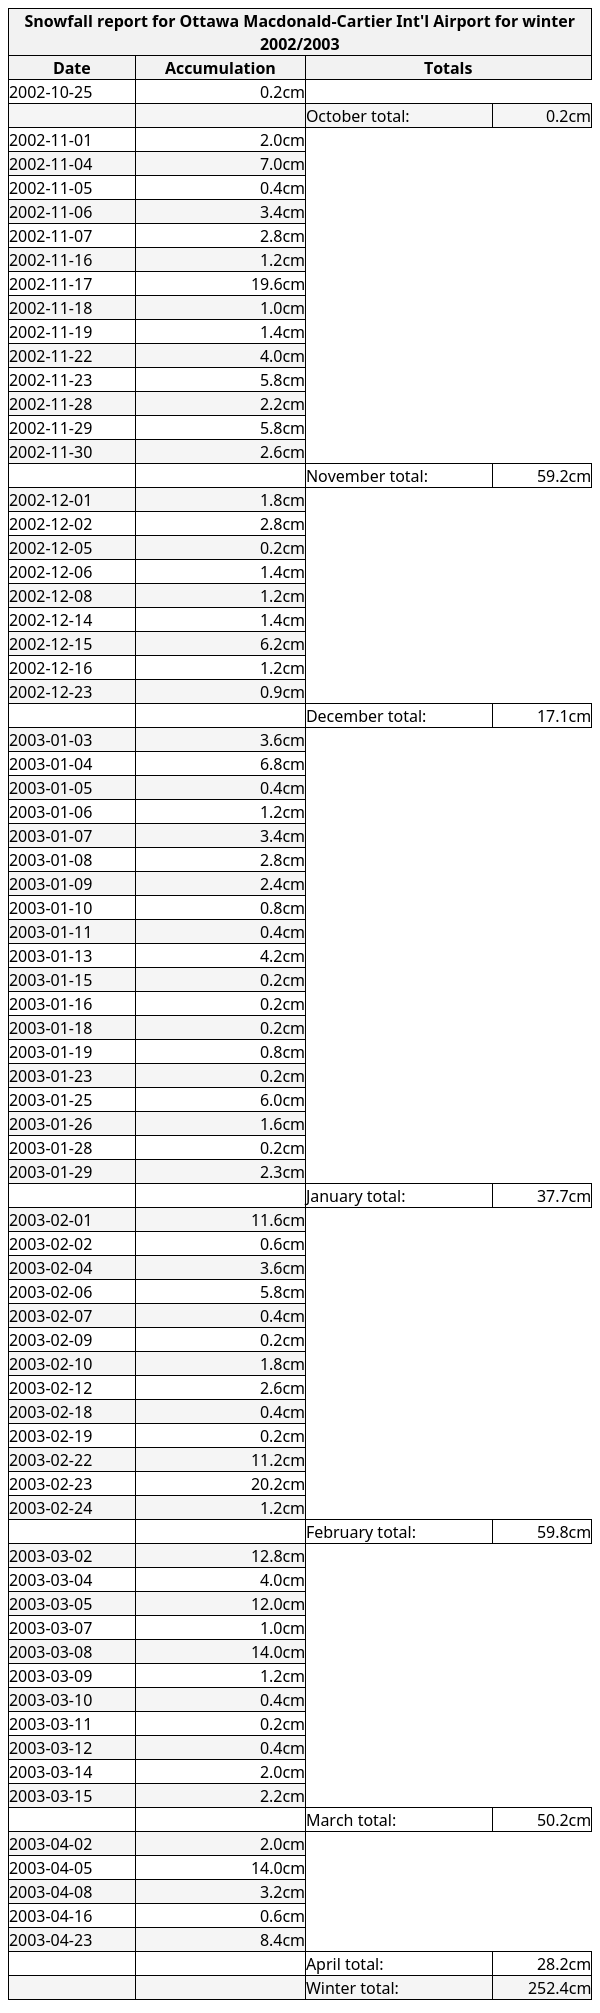 Snowfall report for Ottawa Macdonald-Cartier Int'l Airport for winter
2002/2003
Date Accumulation Totals
2002-10-25 0.2cm
October total: 0.2cm
2002-11-01 2.0cm
2002-11-04 7.0cm
2002-11-05 0.4cm
2002-11-06 3.4cm
2002-11-07 2.8cm
2002-11-16 1.2cm
2002-11-17 19.6cm
2002-11-18 1.0cm
2002-11-19 1.4cm
2002-11-22 4.0cm
2002-11-23 5.8cm
2002-11-28 2.2cm
2002-11-29 5.8cm
2002-11-30 2.6cm
November total: 59.2cm
2002-12-01 1.8cm
2002-12-02 2.8cm
2002-12-05 0.2cm
2002-12-06 1.4cm
2002-12-08 1.2cm
2002-12-14 1.4cm
2002-12-15 6.2cm
2002-12-16 1.2cm
2002-12-23 0.9cm
December total: 17.1cm
2003-01-03 3.6cm
2003-01-04 6.8cm
2003-01-05 0.4cm
2003-01-06 1.2cm
2003-01-07 3.4cm
2003-01-08 2.8cm
2003-01-09 2.4cm
2003-01-10 0.8cm
2003-01-11 0.4cm
2003-01-13 4.2cm
2003-01-15 0.2cm
2003-01-16 0.2cm
2003-01-18 0.2cm
2003-01-19 0.8cm
2003-01-23 0.2cm
2003-01-25 6.0cm
2003-01-26 1.6cm
2003-01-28 0.2cm
2003-01-29 2.3cm
January total: 37.7cm
2003-02-01 11.6cm
2003-02-02 0.6cm
2003-02-04 3.6cm
2003-02-06 5.8cm
2003-02-07 0.4cm
2003-02-09 0.2cm
2003-02-10 1.8cm
2003-02-12 2.6cm
2003-02-18 0.4cm
2003-02-19 0.2cm
2003-02-22 11.2cm
2003-02-23 20.2cm
2003-02-24 1.2cm
February total: 59.8cm
2003-03-02 12.8cm
2003-03-04 4.0cm
2003-03-05 12.0cm
2003-03-07 1.0cm
2003-03-08 14.0cm
2003-03-09 1.2cm
2003-03-10 0.4cm
2003-03-11 0.2cm
2003-03-12 0.4cm
2003-03-14 2.0cm
2003-03-15 2.2cm
March total: 50.2cm
2003-04-02 2.0cm
2003-04-05 14.0cm
2003-04-08 3.2cm
2003-04-16 0.6cm
2003-04-23 8.4cm
April total: 28.2cm
Winter total: 252.4cm